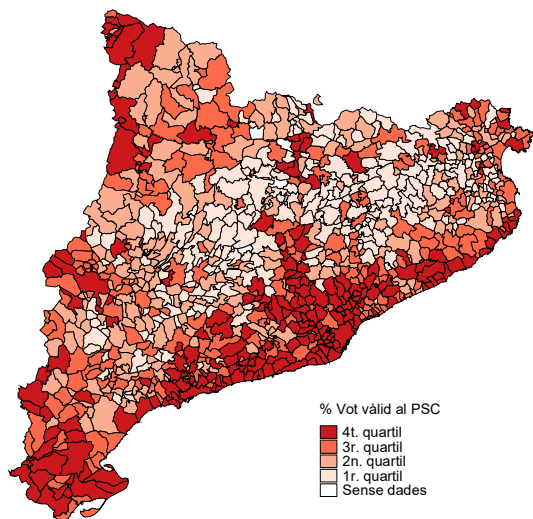 % Vot vàlid al PSC
4t. quartil
3r. quartil
2n. quartil
1r. quartil
Sense dades